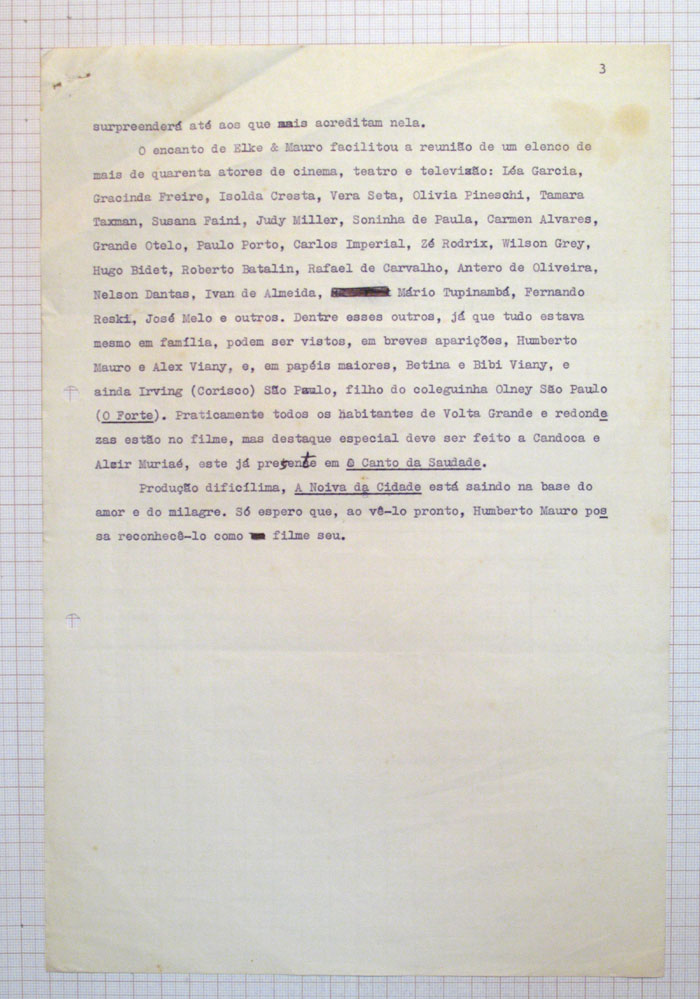 3
surpreenderá até aos que mais acreditam nela.
O encanto de Elke & Mauro facilitou a reunião de um elenco de
mais de quarenta atores de cinema, teatro e televisão: Léa Garcia,
Gracinda Freire, Isolda Cresta, Vera Seta, Olivia Pineschi, Tamara
Taxman, Susana Faini, Judy Miller, Soninha de Paula, Carmen Alvares,
Grande Otelo, Paulo Porto, Carlos Imperial, Zé Rodrix, Wilson Grey,
Hugo Bidet, Roberto Batalin, Rafael de Carvalho, Antero de Oliveira,
Nelson Dantas, Ivan de Almeida, Mário Tupinambá, Fernando
Reski, José Melo e outros. Dentre esses outros, já que tudo estava
mesmo em família, podem ser vistos, em breves aparições, Humberto
Mauro e Alex Viany, e, em papéis maiores, Betina e Bibi Viany, e
ainda Irving (Corisco) São Paulo, filho do coleguinha Olney São Paulo
(O Forte). Praticamente todos os habitantes de Volta Grande e redonde
zas estão no filme, mas destaque especial deve ser feito a Candoca e
Alcir Muriaé, este já presente em O Canto da Saudade.
Produção dificílima, A Noiva da Cidade está saindo na base do
amor e do milagre. Só espero que, ao vê-lo pronto, Humberto Mauro pos
sa reconhecê-lo como filme seu.